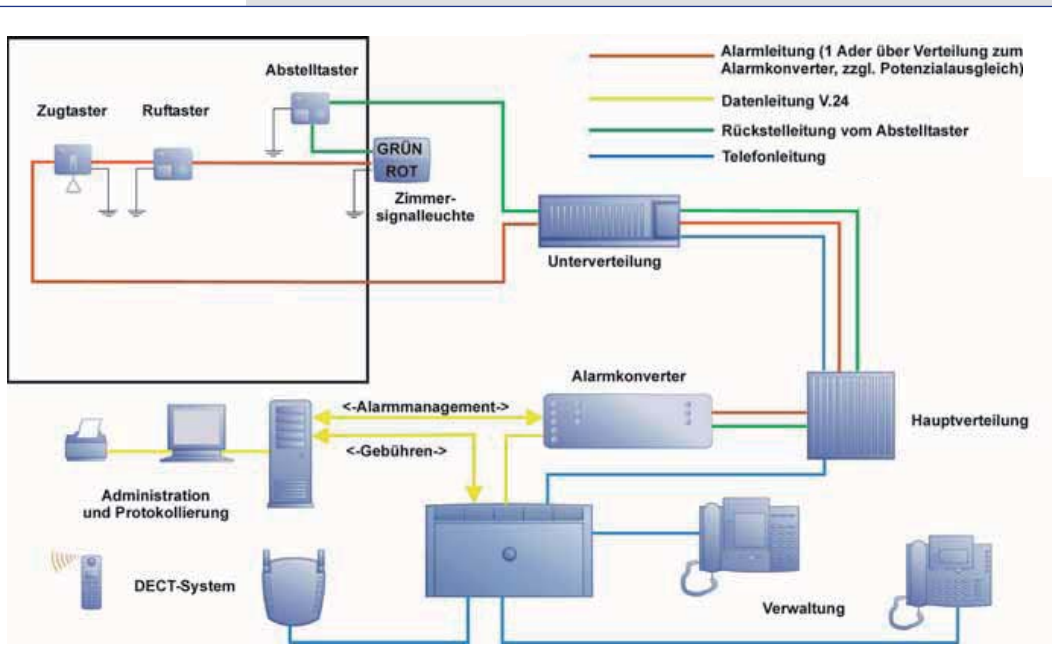 Alarmleitung (1 Ader über Verteilung zum
Alarmkonverter, zzgl. Potenzialausgleich)
Datenleitung V.24
Rückstelleitung vom Abstelltaster
Telefonleitung
Abstelltaster
Zugtaster
Ruftaster
GRÜN
ROT
Zimmer-
signalleuchte
Unterverteilung
Alarmkonverter
<-Alarmmanagement->
Hauptverteilung
<-Gebühren->
Administration
und Protokollierung
DECT-System
Verwaltung